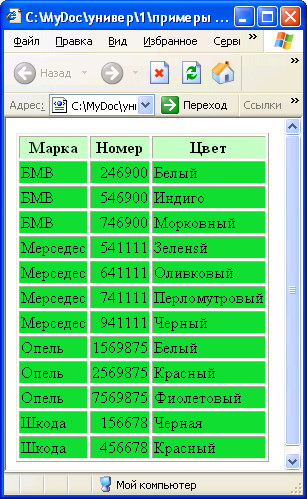 C:\MyDoc\универ\1\примеры ...
Файл Правка Вид Избранное Серви »
Назад »
Адрес: C:\MyDoc\уни Переход Ссылки »
Марка Номер Цвет
БМВ 246900 Белый
БМВ 546900 Индиго
БМВ 746900 Морковный
Мерседес 541111 Зеленsй
Мерседес 641111 Оливковый
Мерседес 741111 Перломутровый
Мерседес 941111 Черный
Опель 1569875 Белый
Опель 2569875 Красный
Опель 7569875 Фиолетовый
Шкода 156678 Черная
Шкода 456678 Красный
Мой компьютер